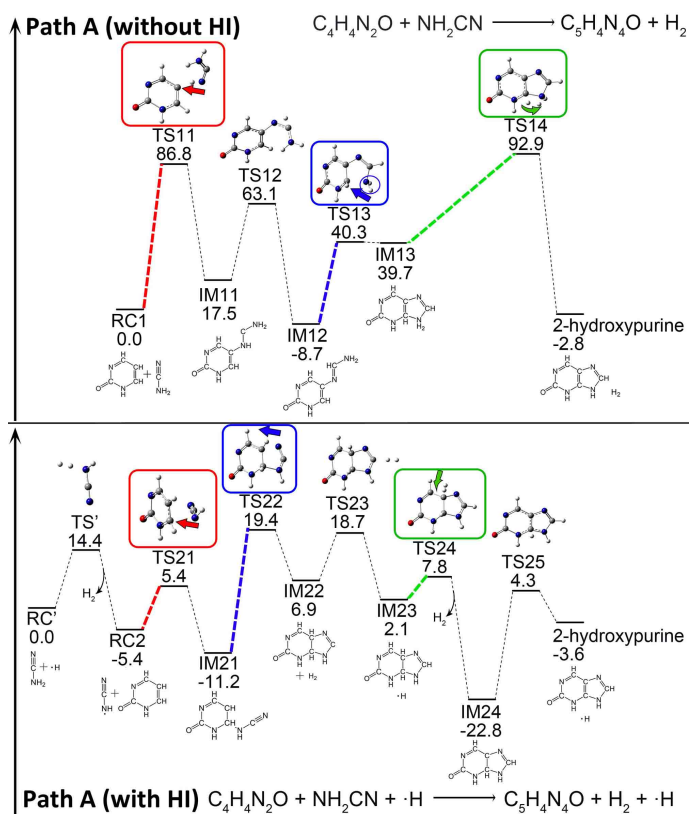 Path A (without HI)
C4H4N2O + NH2CN ⟶ C5H4N4O + H2
TS11
86.8
TS12
63.1
TS13
40.3
TS14
92.9
RC1
0.0
IM11
17.5
IM12
-8.7
IM13
39.7
2-hydroxypurine
-2.8
TS'
14.4
TS21
5.4
TS22
19.4
TS23
18.7
TS24
7.8
TS25
4.3
H2
H2
RC'
0.0
RC2
-5.4
IM21
-11.2
IM22
6.9
IM23
2.1
IM24
-22.8
2-hydroxypurine
-3.6
+ ·H
+ H2
·H
·H
Path A (with HI)
C4H4N2O + NH2CN + ·H ⟶ C5H4N4O + H2 + ·H